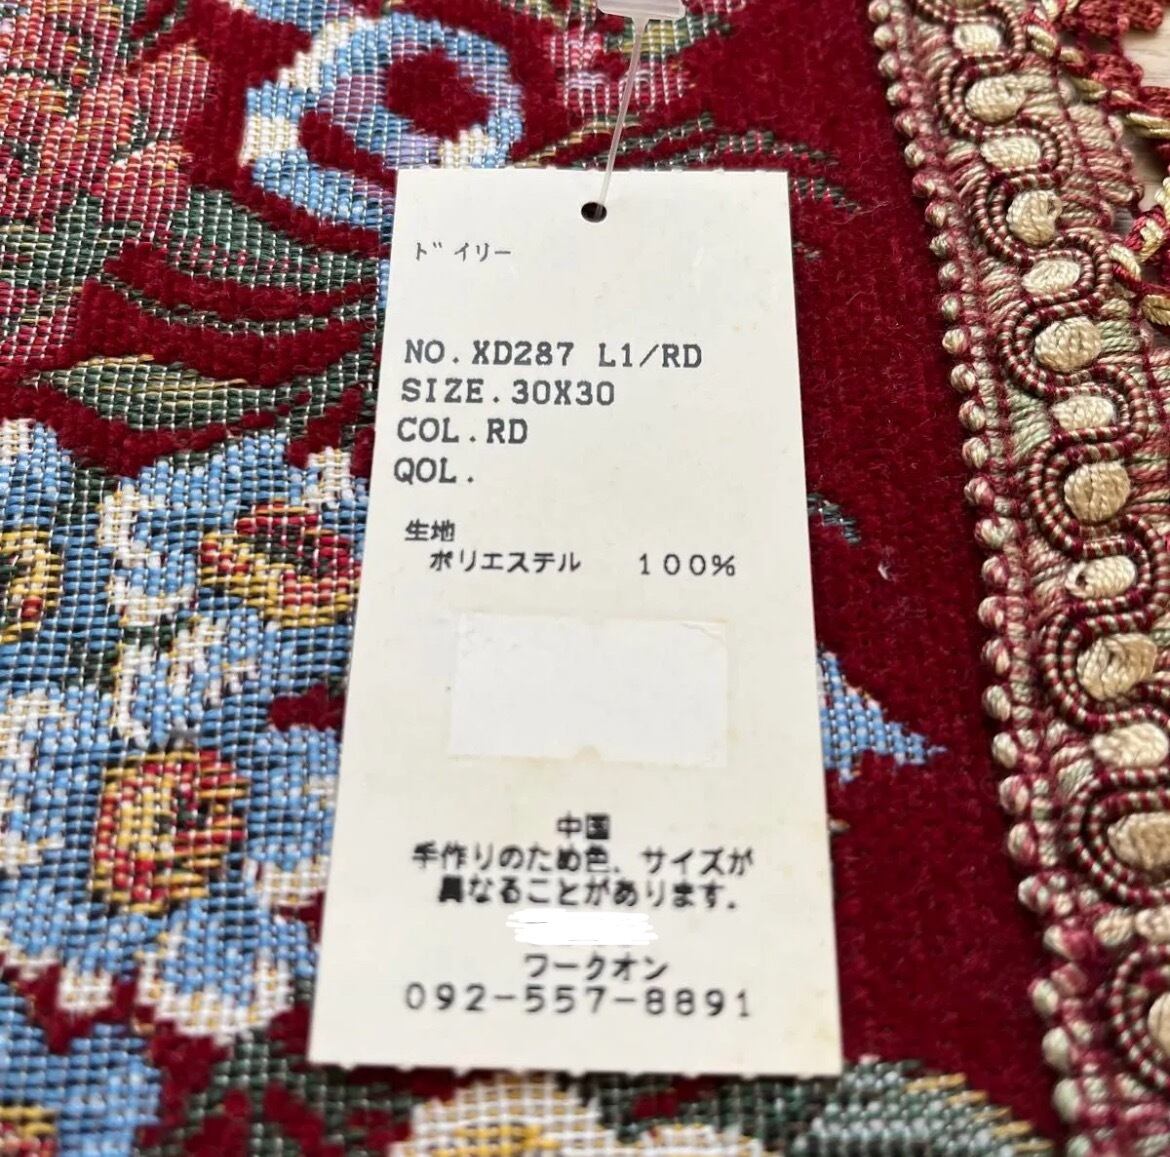 ドイリー
NO.XD287 L1/RD
SIZE.30X30
COL.RD
QOL.
生地
ポリエステル 100%
中国
手作りのため色、サイズが
異なることがあります。
ワークオン
092-557-8891